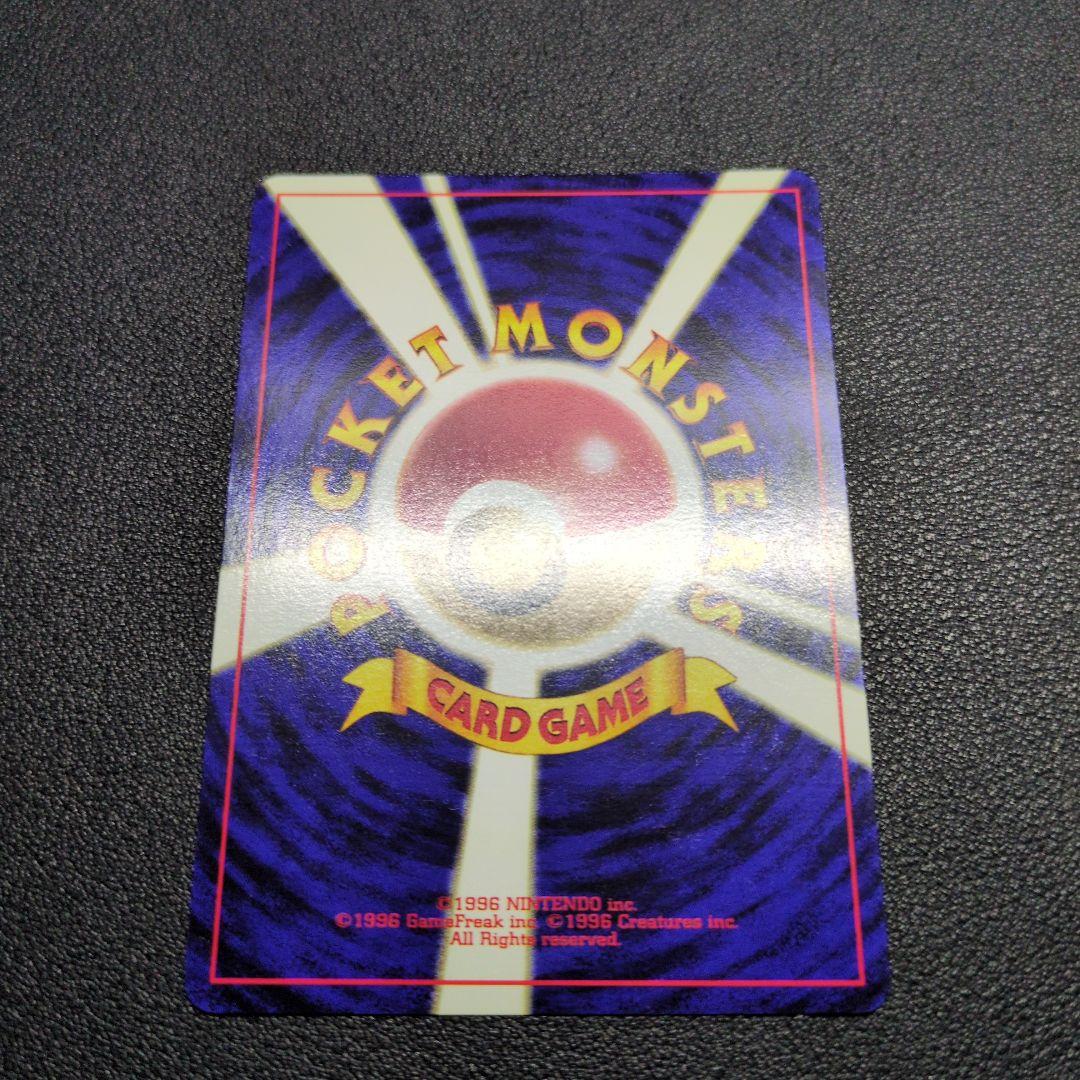 POCKET MONSTERS
CARD GAME
©1996 NINTENDO inc.
©1996 GameFreak inc. ©1996 Creatures inc.
All Rights reserved.